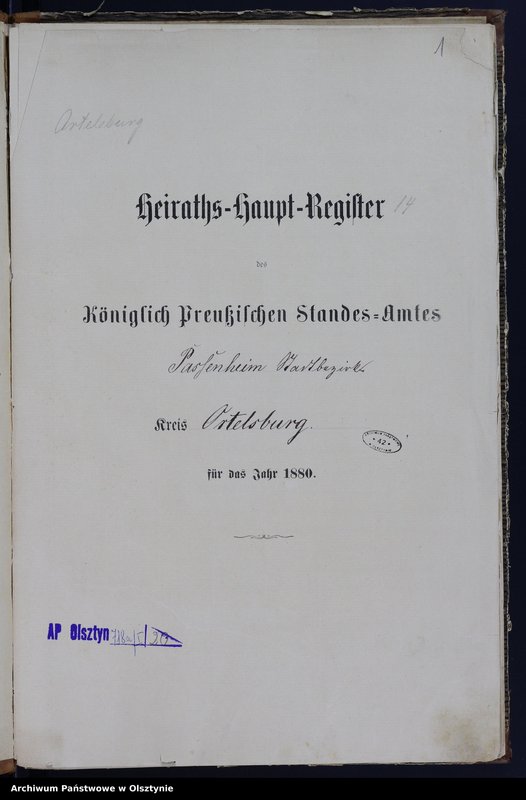 1
Ortelsburg
Heiraths-Haupt-Regiſter 14
des
Königlich Preußiſchen Standes-Amtes
Passenheim Stadtbezirk.
Kreis Ortelsburg.
* 42 *
für das Jahr 1880.
AP Olsztyn
Archiwum Państwowe w Olsztynie